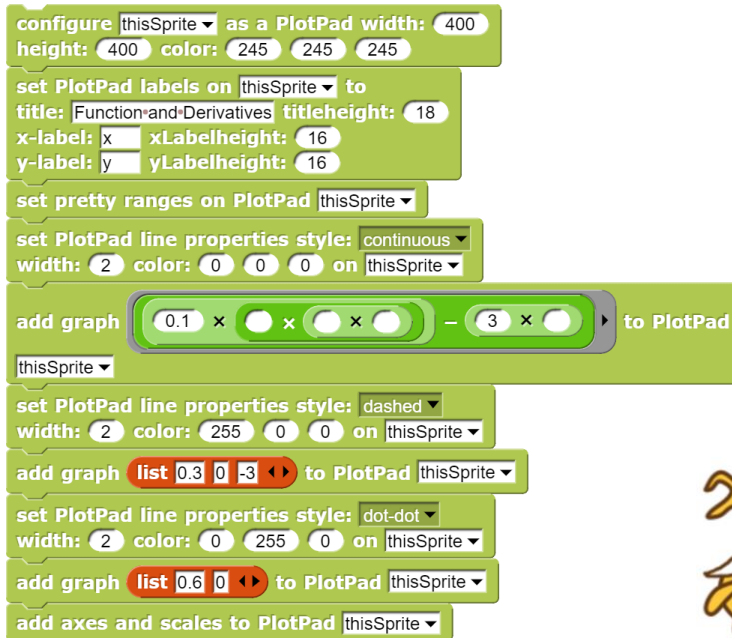 configure thisSprite as a PlotPad width: 400
height: 400 color: 245 245 245
set PlotPad labels on thisSprite to
title: Function and Derivatives titleheight: 18
x-label: x xLabelheight: 16
y-label: y yLabelheight: 16
set pretty ranges on PlotPad thisSprite
set PlotPad line properties style: continuous
width: 2 color: 0 0 0 on thisSprite
add graph 0.1 × × × - 3 × to PlotPad
thisSprite
set PlotPad line properties style: dashed
width: 2 color: 255 0 0 on thisSprite
add graph list 0.3 0 -3 to PlotPad thisSprite
set PlotPad line properties style: dot-dot
width: 2 color: 0 255 0 on thisSprite
add graph list 0.6 0 to PlotPad thisSprite
add axes and scales to PlotPad thisSprite